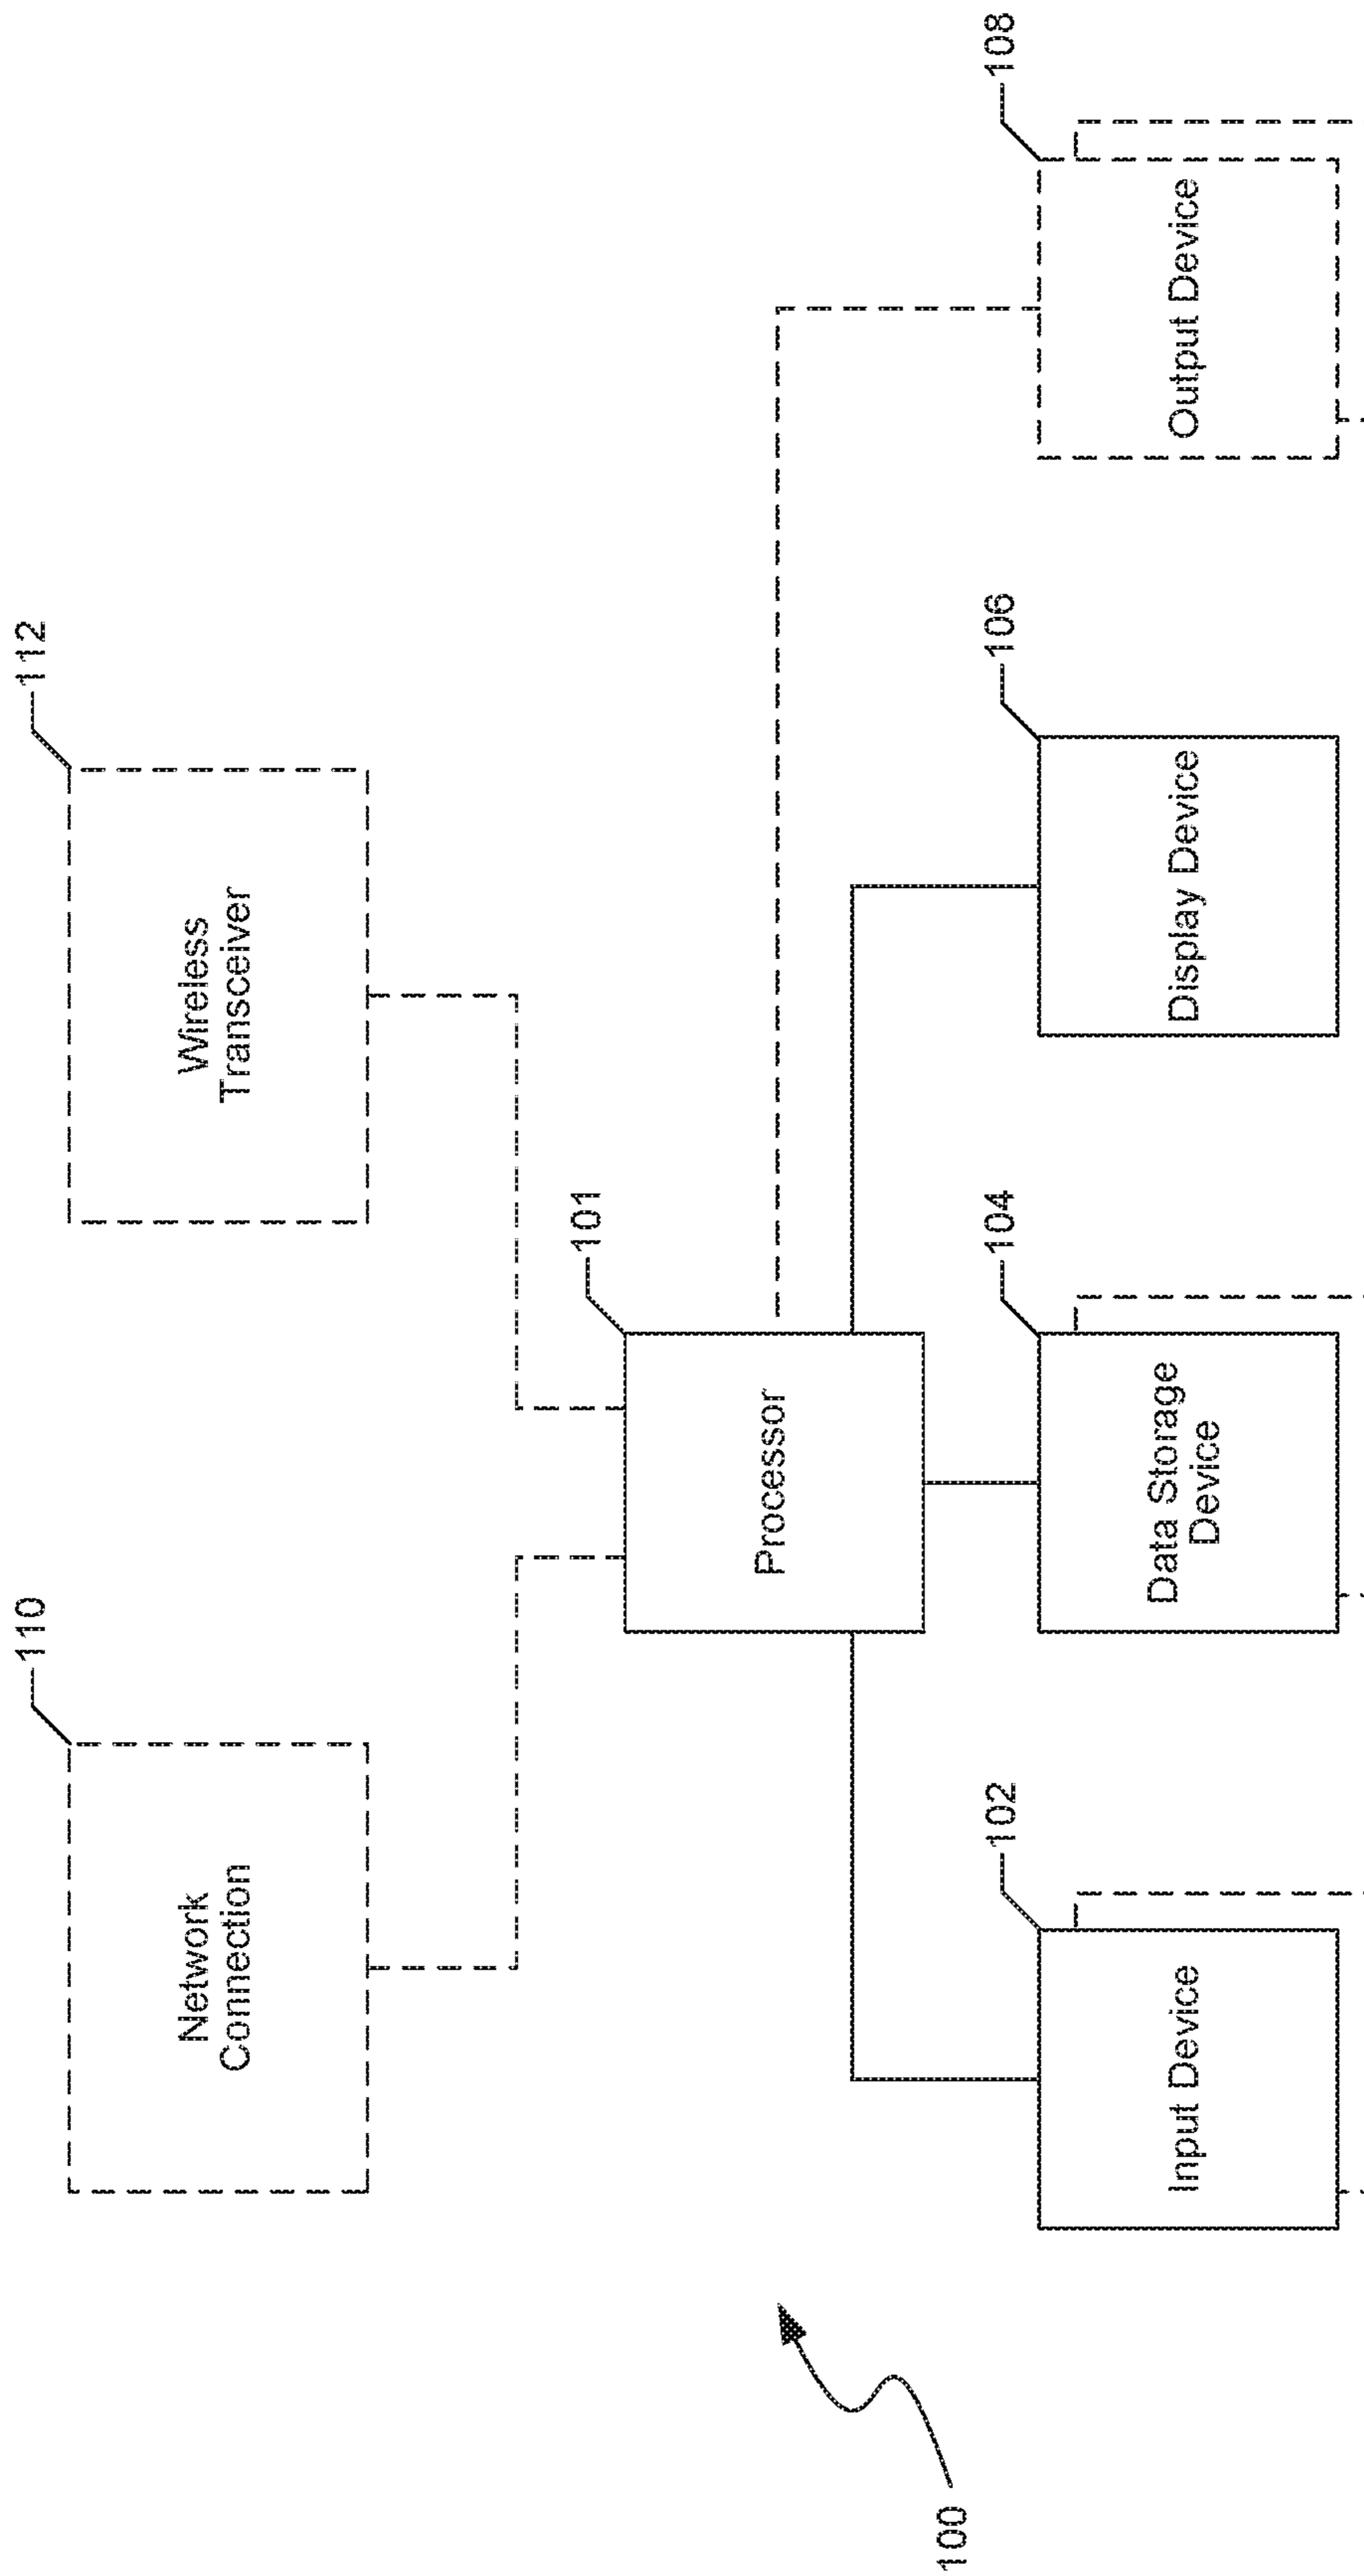 110
Network
Connection
112
Wireless
Transceiver
101
Processor
102
Input Device
104
Data Storage
Device
106
Display Device
108
Output Device
100